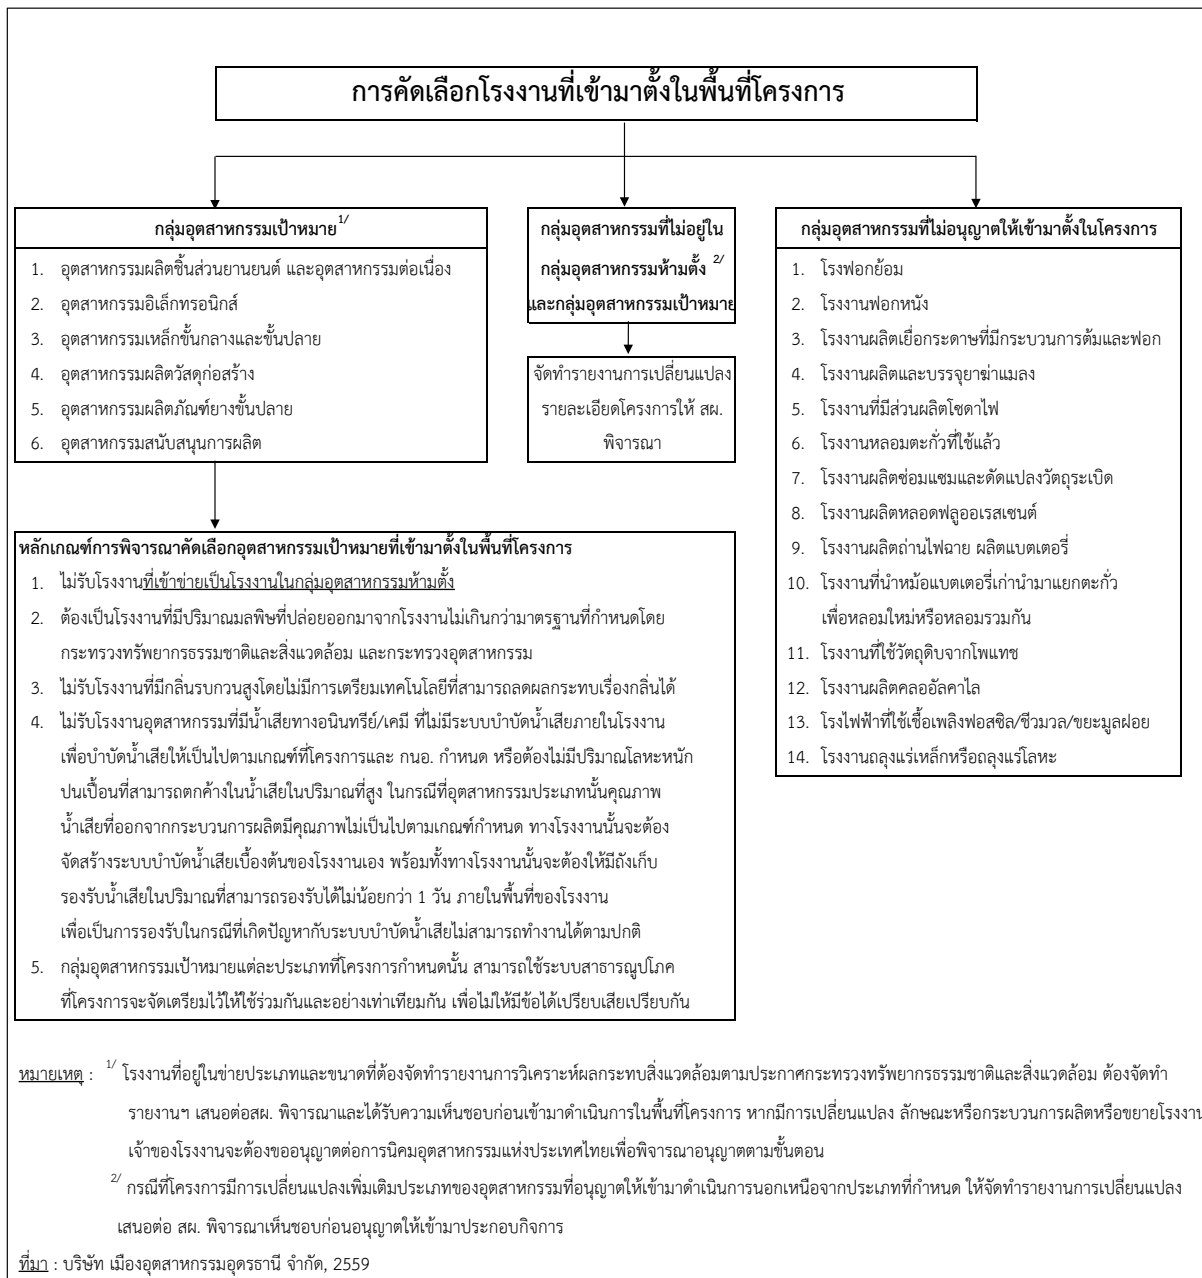 การคัดเลือกโรงงานที่เข้ามาตั้งในพื้นที่โครงการ
กลุ่มอุตสาหกรรมเป้าหมาย 1/
1. อุตสาหกรรมผลิตชิ้นส่วนยานยนต์ และอุตสาหกรรมต่อเนื่อง
2. อุตสาหกรรมอิเล็กทรอนิกส์
3. อุตสาหกรรมเหล็กขั้นกลางและขั้นปลาย
4. อุตสาหกรรมผลิตวัสดุก่อสร้าง
5. อุตสาหกรรมผลิตภัณฑ์ยางขั้นปลาย
6. อุตสาหกรรมสนับสนุนการผลิต
กลุ่มอุตสาหกรรมที่ไม่อยู่ใน
กลุ่มอุตสาหกรรมห้ามตั้ง 2/
และกลุ่มอุตสาหกรรมเป้าหมาย
จัดทำรายงานการเปลี่ยนแปลง
รายละเอียดโครงการให้ สผ.
พิจารณา
กลุ่มอุตสาหกรรมที่ไม่อนุญาตให้เข้ามาตั้งในโครงการ
1. โรงฟอกย้อม
2. โรงงานฟอกหนัง
3. โรงงานผลิตเยื่อกระดาษที่มีกระบวนการต้มและฟอก
4. โรงงานผลิตและบรรจุยาฆ่าแมลง
5. โรงงานที่มีส่วนผลิตโซดาไฟ
6. โรงงานหลอมตะกั่วที่ใช้แล้ว
7. โรงงานผลิตซ่อมแซมและดัดแปลงวัตถุระเบิด
8. โรงงานผลิตหลอดฟลูออเรสเซนต์
9. โรงงานผลิตถ่านไฟฉาย ผลิตแบตเตอรี่
10. โรงงานที่นำหม้อแบตเตอรี่เก่านำมาแยกตะกั่ว
เพื่อหลอมใหม่หรือหลอมรวมกัน
11. โรงงานที่ใช้วัตถุดิบจากโพแทช
12. โรงงานผลิตคลออัลคาไล
13. โรงไฟฟ้าที่ใช้เชื้อเพลิงฟอสซิล/ชีวมวล/ขยะมูลฝอย
14. โรงงานถลุงแร่เหล็กหรือถลุงแร่โลหะ
หลักเกณฑ์การพิจารณาคัดเลือกอุตสาหกรรมเป้าหมายที่เข้ามาตั้งในพื้นที่โครงการ
1. ไม่รับโรงงานที่เข้าข่ายเป็นโรงงานในกลุ่มอุตสาหกรรมห้ามตั้ง
2. ต้องเป็นโรงงานที่มีปริมาณมลพิษที่ปล่อยออกมาจากโรงงานไม่เกินกว่ามาตรฐานที่กำหนดโดย
กระทรวงทรัพยากรธรรมชาติและสิ่งแวดล้อม และกระทรวงอุตสาหกรรม
3. ไม่รับโรงงานที่มีกลิ่นรบกวนสูงโดยไม่มีการเตรียมเทคโนโลยีที่สามารถลดผลกระทบเรื่องกลิ่นได้
4. ไม่รับโรงงานอุตสาหกรรมที่มีน้ำเสียทางอนินทรีย์/เคมี ที่ไม่มีระบบบำบัดน้ำเสียภายในโรงงาน
เพื่อบำบัดน้ำเสียให้เป็นไปตามเกณฑ์ที่โครงการและ กนอ. กำหนด หรือต้องไม่มีปริมาณโลหะหนัก
ปนเปื้อนที่สามารถตกค้างในน้ำเสียในปริมาณที่สูง ในกรณีที่อุตสาหกรรมประเภทนั้นคุณภาพ
น้ำเสียที่ออกจากกระบวนการผลิตมีคุณภาพไม่เป็นไปตามเกณฑ์กำหนด ทางโรงงานนั้นจะต้อง
จัดสร้างระบบบำบัดน้ำเสียเบื้องต้นของโรงงานเอง พร้อมทั้งทางโรงงานนั้นจะต้องให้มีถังเก็บ
รองรับน้ำเสียในปริมาณที่สามารถรองรับได้ไม่น้อยกว่า 1 วัน ภายในพื้นที่ของโรงงาน
เพื่อเป็นการรองรับในกรณีที่เกิดปัญหากับระบบบำบัดน้ำเสียไม่สามารถทำงานได้ตามปกติ
5. กลุ่มอุตสาหกรรมเป้าหมายแต่ละประเภทที่โครงการกำหนดนั้น สามารถใช้ระบบสาธารณูปโภค
ที่โครงการจะจัดเตรียมไว้ให้ใช้ร่วมกันและอย่างเท่าเทียมกัน เพื่อไม่ให้มีข้อได้เปรียบเสียเปรียบกัน
หมายเหตุ : 1/ โรงงานที่อยู่ในข่ายประเภทและขนาดที่ต้องจัดทำรายงานการวิเคราะห์ผลกระทบสิ่งแวดล้อมตามประกาศกระทรวงทรัพยากรธรรมชาติและสิ่งแวดล้อม ต้องจัดทำ
รายงานฯ เสนอต่อสผ. พิจารณาและได้รับความเห็นชอบก่อนเข้ามาดำเนินการในพื้นที่โครงการ หากมีการเปลี่ยนแปลง ลักษณะหรือกระบวนการผลิตหรือขยายโรงงาน
เจ้าของโรงงานจะต้องขออนุญาตต่อการนิคมอุตสาหกรรมแห่งประเทศไทยเพื่อพิจารณาอนุญาตตามขั้นตอน
2/ กรณีที่โครงการมีการเปลี่ยนแปลงเพิ่มเติมประเภทของอุตสาหกรรมที่อนุญาตให้เข้ามาดำเนินการนอกเหนือจากประเภทที่กำหนด ให้จัดทำรายงานการเปลี่ยนแปลง
เสนอต่อ สผ. พิจารณาเห็นชอบก่อนอนุญาตให้เข้ามาประกอบกิจการ
ที่มา : บริษัท เมืองอุตสาหกรรมอุดรธานี จำกัด, 2559